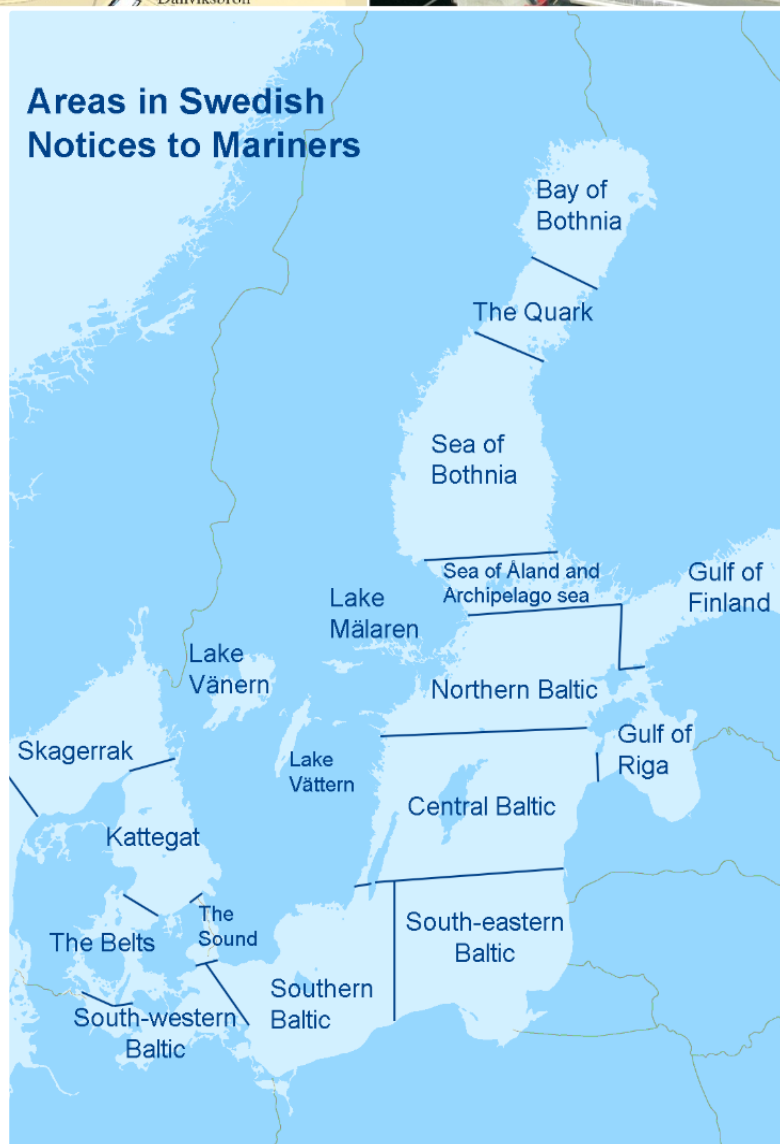 Danviksbron
Areas in Swedish
Notices to Mariners
Bay of
Bothnia
The Quark
Sea of
Bothnia
Sea of Åland and
Archipelago sea
Gulf of
Finland
Lake
Mälaren
Lake
Vänern
Northern Baltic
Gulf of
Riga
Skagerrak
Lake
Vättern
Central Baltic
Kattegat
The
Sound
South-eastern
Baltic
The Belts
Southern
Baltic
South-western
Baltic